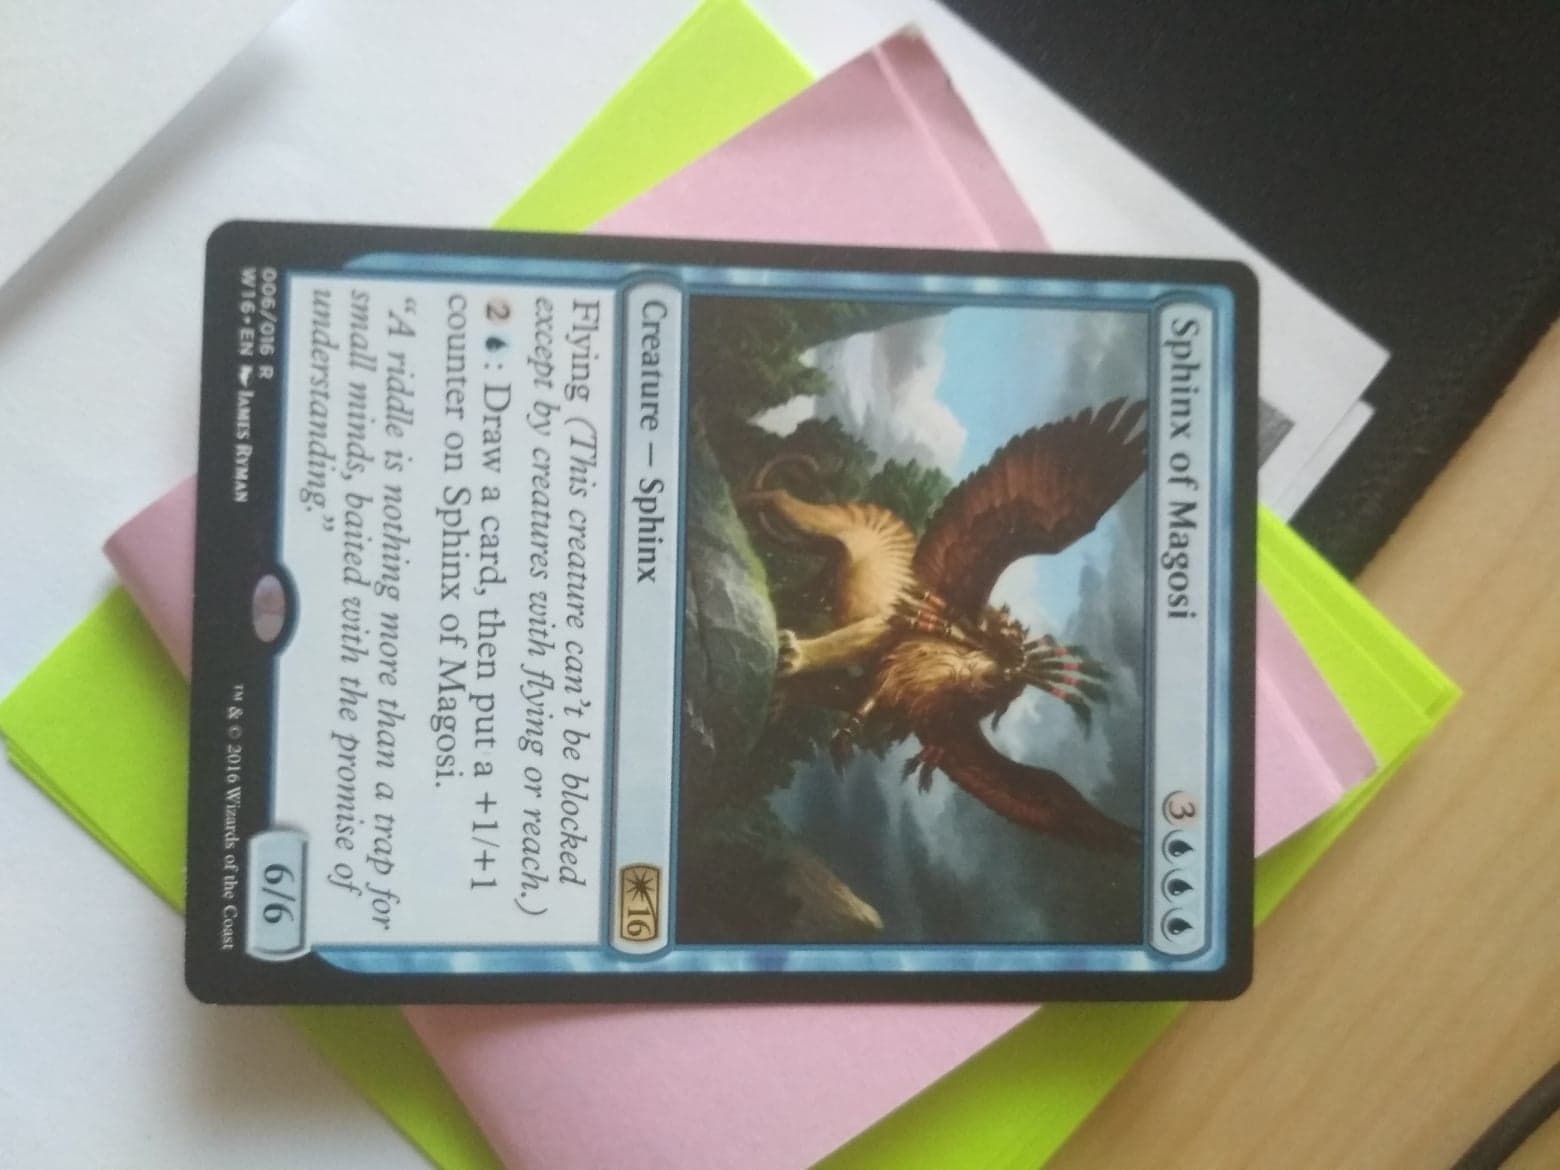 Sphinx of Magosi 3
Creature — Sphinx
16
Flying (This creature can't be blocked
except by creatures with flying or reach.)
2 : Draw a card, then put a +1/+1
counter on Sphinx of Magosi.
“A riddle is nothing more than a trap for
small minds, baited with the promise of
understanding.”
6/6
006/016 R
W16 • EN JAMES RYMAN
™ & © 2016 Wizards of the Coast